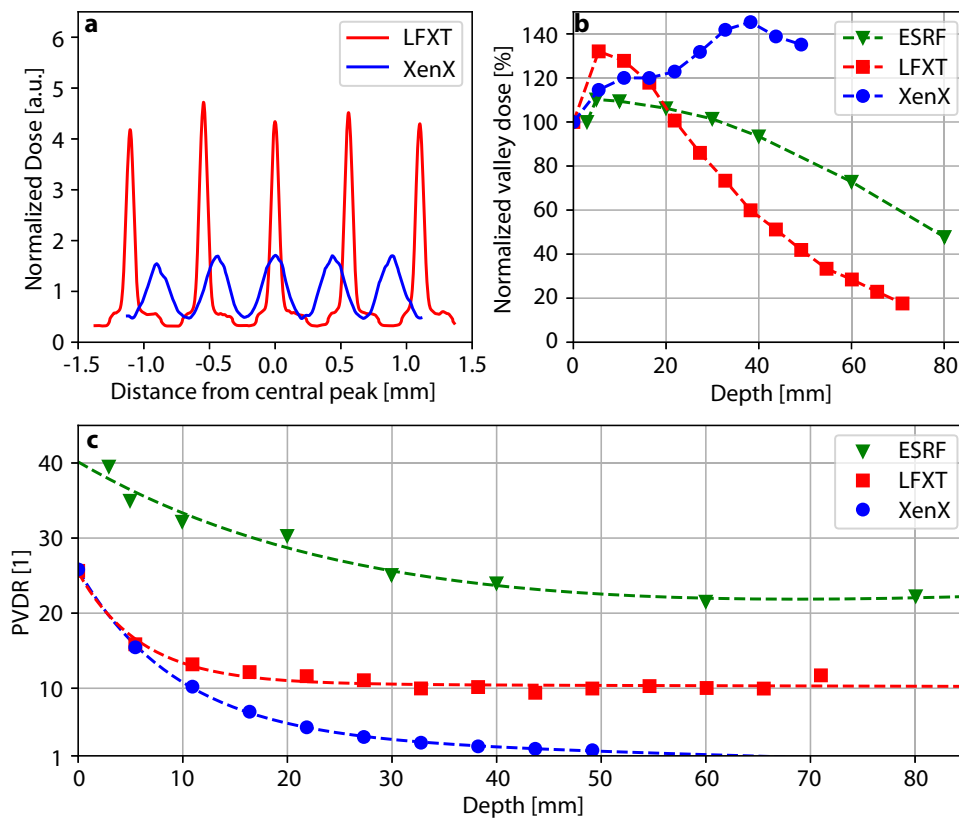 a
LFXT
XenX
6
5
4
3
2
1
0
Normalized Dose [a.u.]
-1.5
-1.0
-0.5
0.0
0.5
1.0
1.5
Distance from central peak [mm]
b
ESRF
LFXT
XenX
140
120
100
80
60
40
20
0
Normalized valley dose [%]
0
20
40
60
80
Depth [mm]
c
ESRF
LFXT
XenX
40
30
20
10
1
PVDR [1]
0
10
20
30
40
50
60
70
80
Depth [mm]